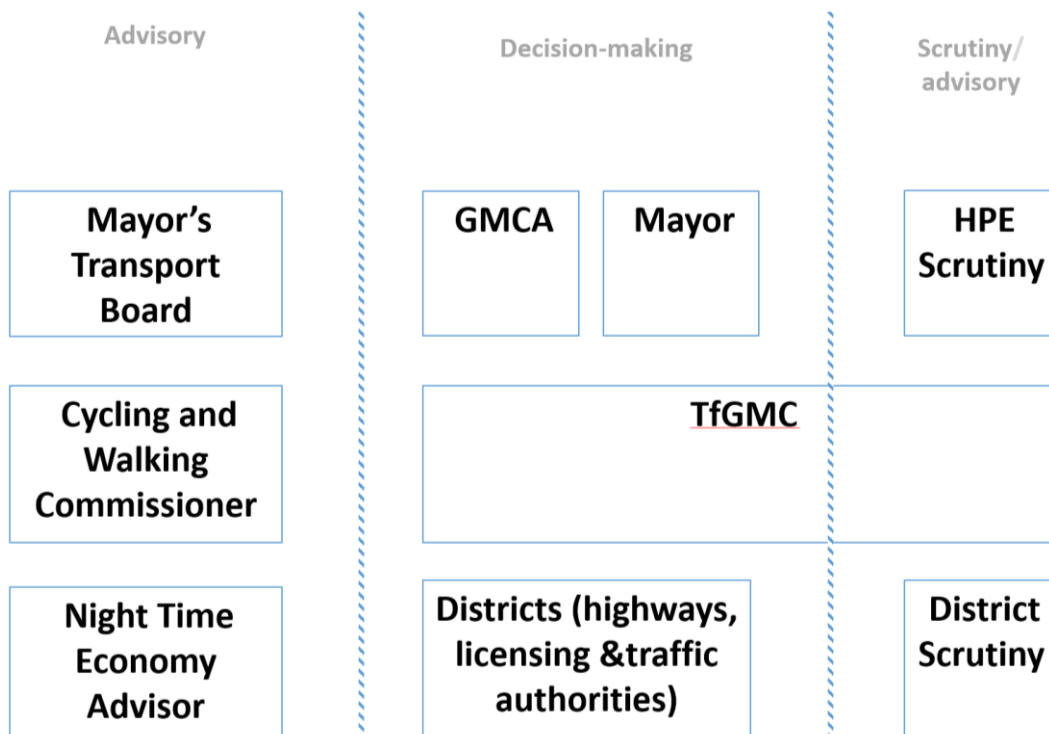 Advisory
Decision-making
Scrutiny/
advisory
Mayor's
Transport
Board
GMCA
Mayor
HPE
Scrutiny
Cycling and
Walking
Commissioner
TfGMC
Night Time
Economy
Advisor
Districts (highways,
licensing &traffic
authorities)
District
Scrutiny